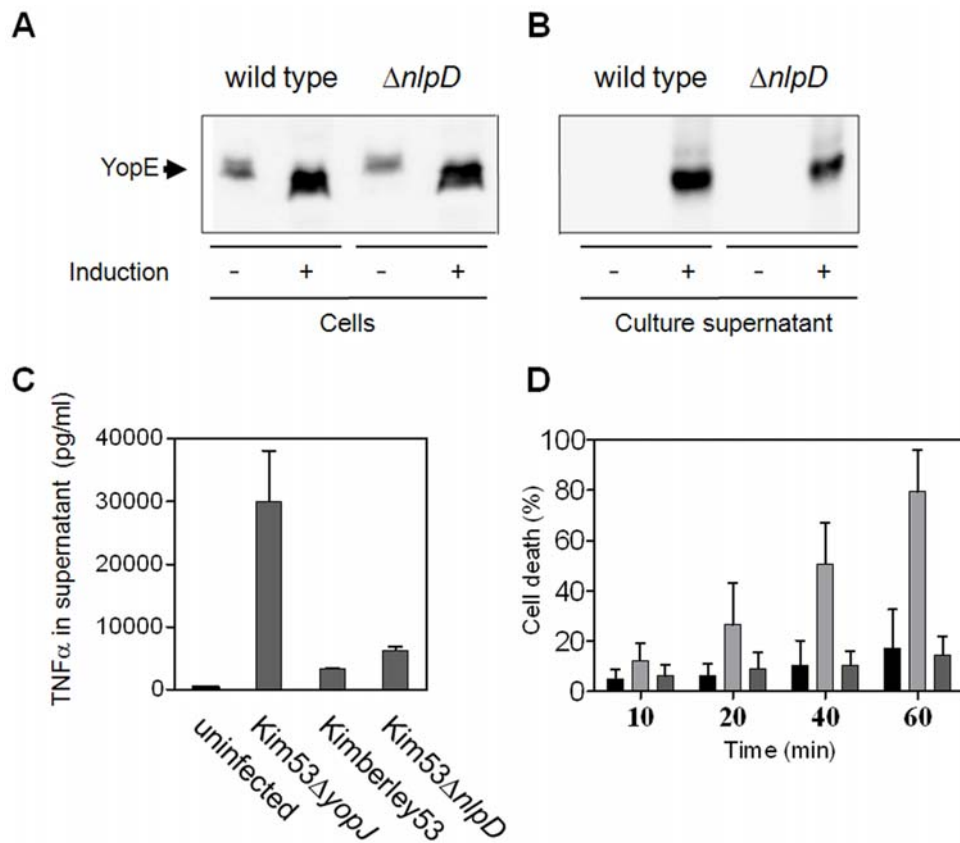 A
B
wild type ΔnlpD
wild type ΔnlpD
YopE
Induction - + - +
- + - +
Cells
Culture supernatant
C
D
TNFα in supernatant (pg/ml)
40000
30000
20000
10000
0
uninfected
Kim53ΔyopJ
Kimberley53
Kim53ΔnlpD
Cell death (%)
100
80
60
40
20
0
10 20 40 60
Time (min)